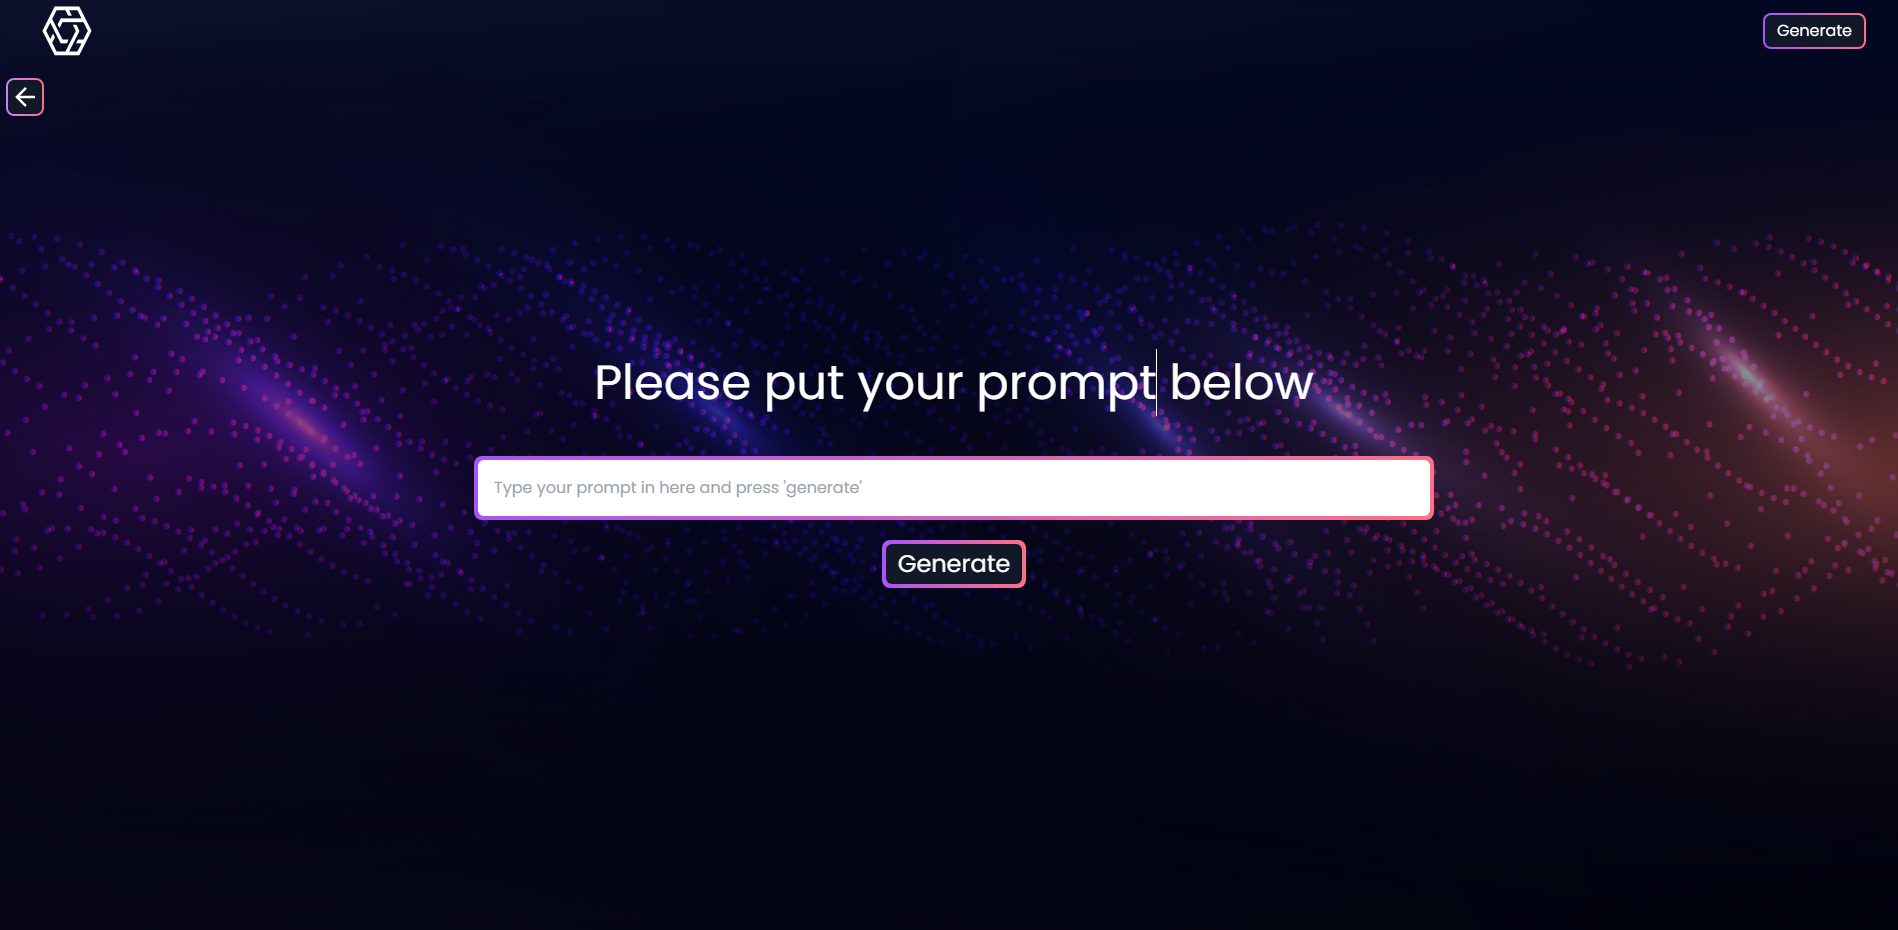 Generate
Please put your prompt below
Type your prompt in here and press 'generate'
Generate